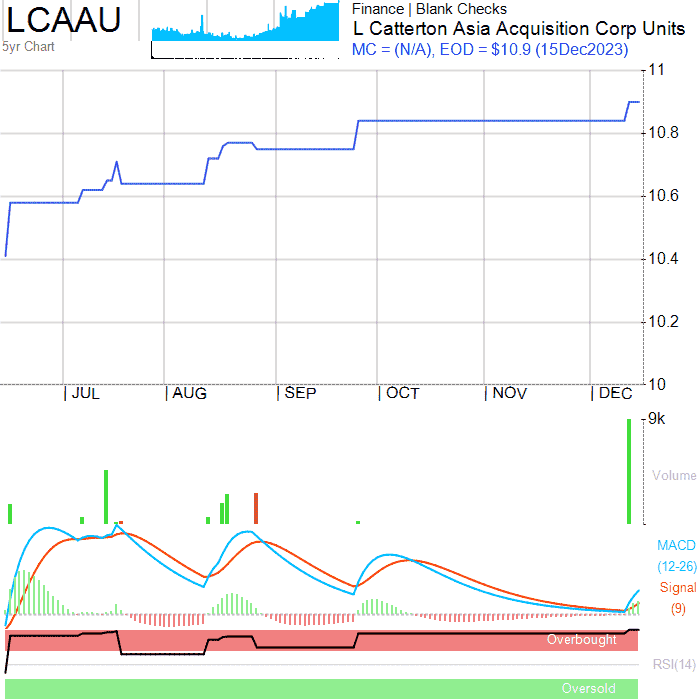 LCAAU
5yr Chart
Finance | Blank Checks
L Catterton Asia Acquisition Corp Units
MC = (N/A), EOD = $10.9 (15Dec2023)
11
10.8
10.6
10.4
10.2
10
JUL
AUG
SEP
OCT
NOV
DEC
9k
Volume
MACD
(12-26)
Signal
(9)
Overbought
RSI(14)
Oversold